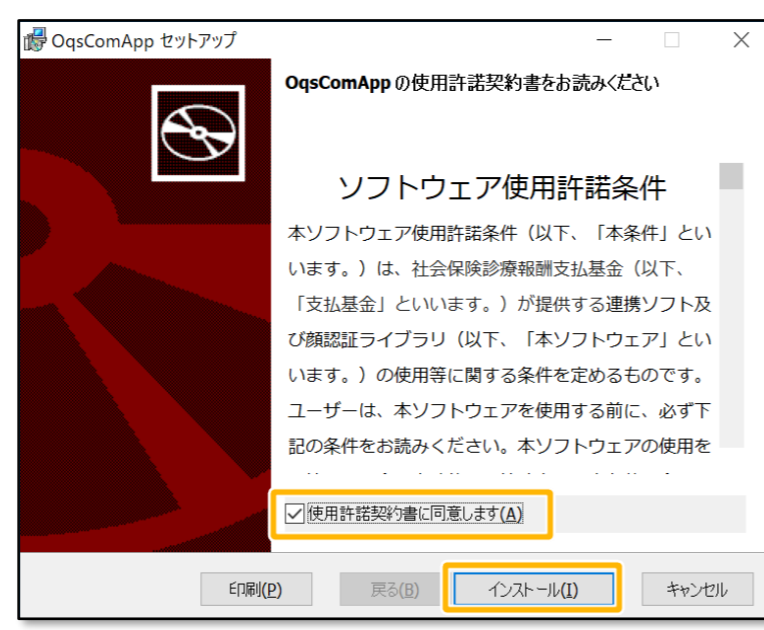 OqsComApp セットアップ
OqsComApp の使用許諾契約書をお読みください
ソフトウェア使用許諾条件
本ソフトウェア使用許諾条件（以下、「本条件」とい
います。）は、社会保険診療報酬支払基金（以下、
「支払基金」といいます。）が提供する連携ソフト及
び顔認証ライブラリ（以下、「本ソフトウェア」とい
います。）の使用等に関する条件を定めるものです。
ユーザーは、本ソフトウェアを使用する前に、必ず下
記の条件をお読みください。本ソフトウェアの使用を
使用許諾契約書に同意します(A)
印刷(P) 戻る(B) インストール(I) キャンセル